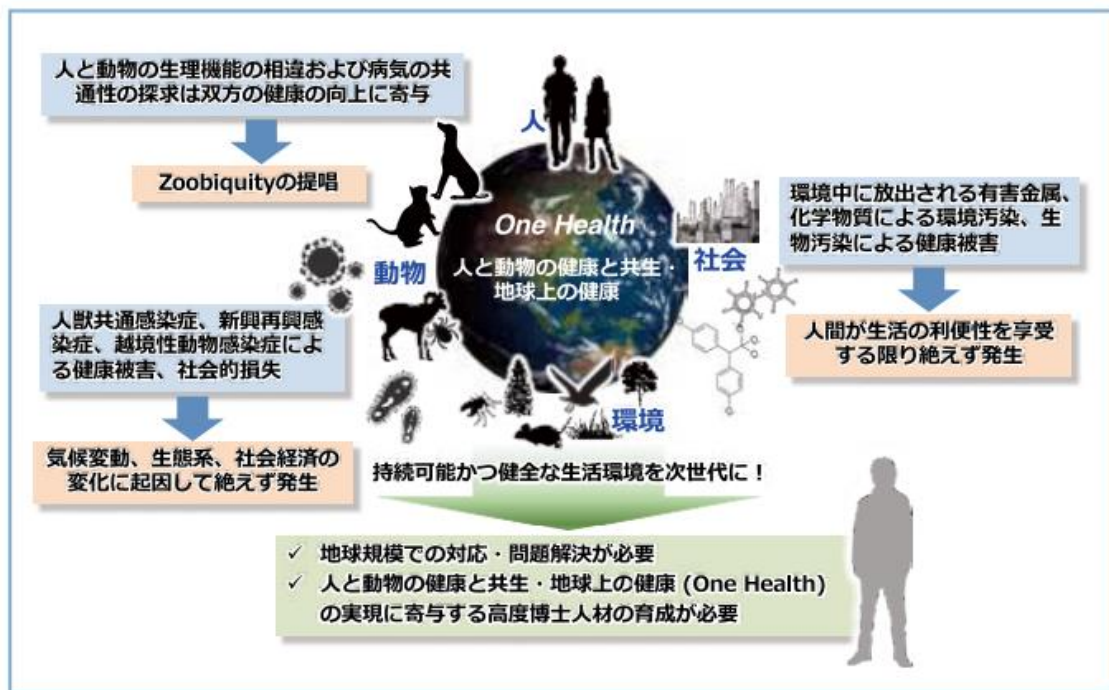 人と動物の生理機能の相違および病気の共
通性の探求は双方の健康の向上に寄与
Zoobiquityの提唱
人
One Health
人と動物の健康と共生・
地球上の健康
動物
社会
環境
環境中に放出される有害金属、
化学物質による環境汚染、生
物汚染による健康被害
人間が生活の利便性を享受
する限り絶えず発生
人獣共通感染症、新興再興感
染症、越境性動物感染症によ
る健康被害、社会的損失
気候変動、生態系、社会経済の
変化に起因して絶えず発生
持続可能かつ健全な生活環境を次世代に！
✓ 地球規模での対応・問題解決が必要
✓ 人と動物の健康と共生・地球上の健康 (One Health)
の実現に寄与する高度博士人材の育成が必要